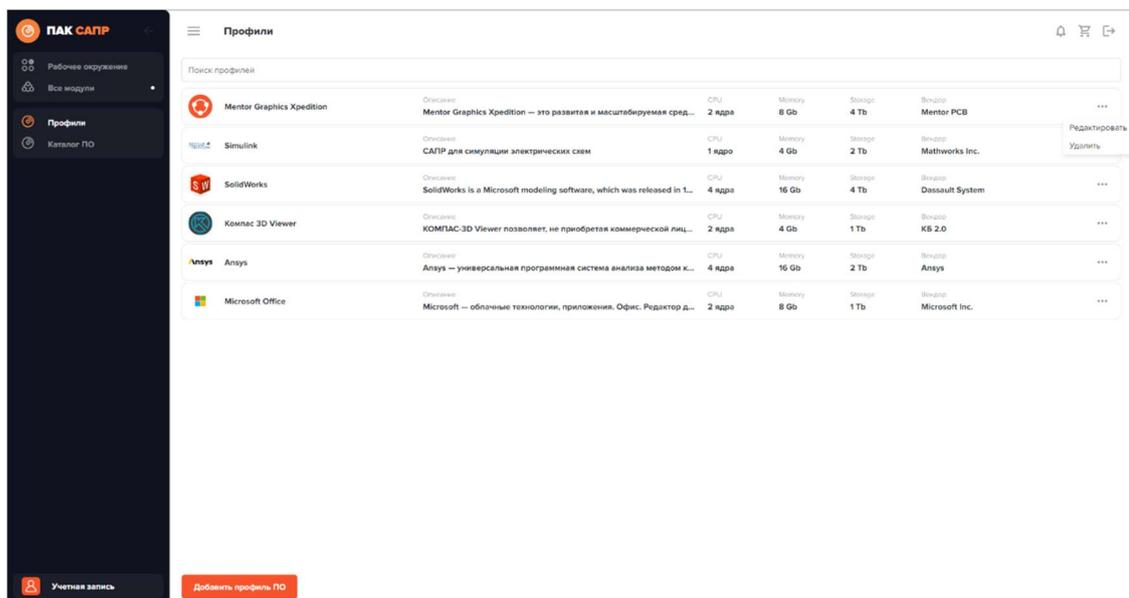 ПАК САПР
Рабочее окружение
Все модули
Профили
Каталог ПО
Учетная запись
Профили
Поиск профилей
Mentor Graphics Xpedition
Описание
Mentor Graphics Xpedition — это развитая и масштабируемая сред...
CPU
2 ядра
Memory
8 Gb
Storage
4 Tb
Вендор
Mentor PCB
Редактировать
Удалить
Simulink
Описание
САПР для симуляции электрических схем
CPU
1 ядро
Memory
4 Gb
Storage
2 Tb
Вендор
Mathworks Inc.
SW
SolidWorks
Описание
SolidWorks is a Microsoft modeling software, which was released in 1...
CPU
4 ядра
Memory
16 Gb
Storage
4 Tb
Вендор
Dassault System
Компас 3D Viewer
Описание
КОМПАС-3D Viewer позволяет, не приобретая коммерческой лиц...
CPU
2 ядра
Memory
4 Gb
Storage
1 Tb
Вендор
КБ 2.0
Ansys
Ansys
Описание
Ansys — универсальная программная система анализа методом к...
CPU
4 ядра
Memory
16 Gb
Storage
2 Tb
Вендор
Ansys
Microsoft Office
Описание
Microsoft — облачные технологии, приложения. Офис. Редактор д...
CPU
2 ядра
Memory
8 Gb
Storage
1 Tb
Вендор
Microsoft Inc.
Добавить профиль ПО